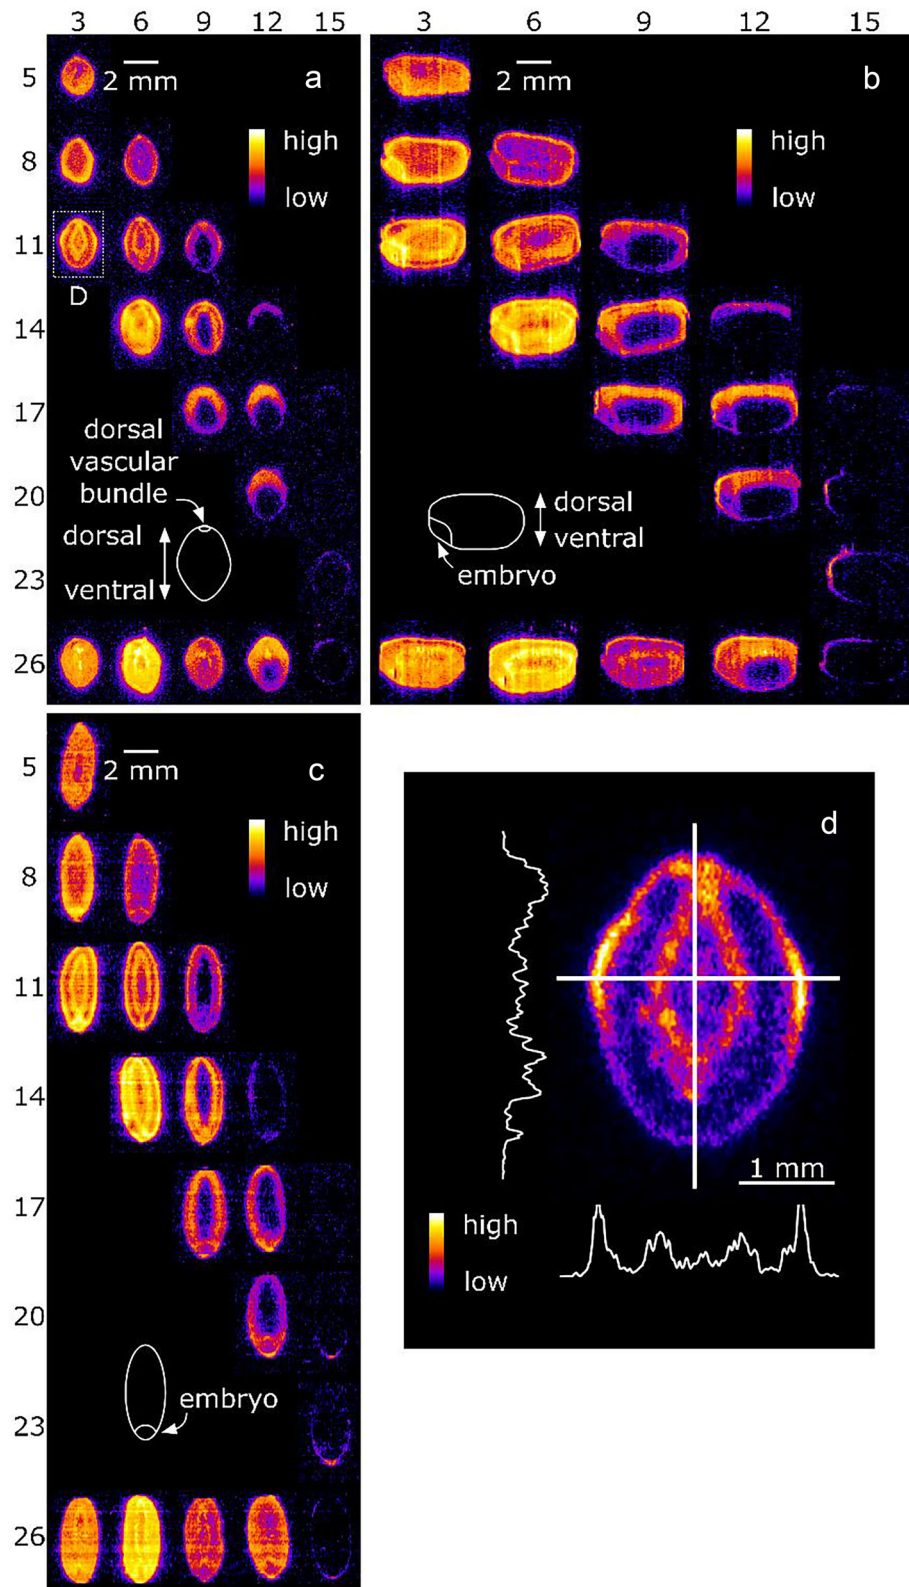 3 6 9 12 15
3 6 9 12 15
5
8
11
14
17
20
23
26
2 mm
a
high
low
D
dorsal
vascular
bundle
dorsal
ventral
2 mm
b
high
low
dorsal
ventral
embryo
5
8
11
14
17
20
23
26
2 mm
c
high
low
embryo
d
1 mm
high
low